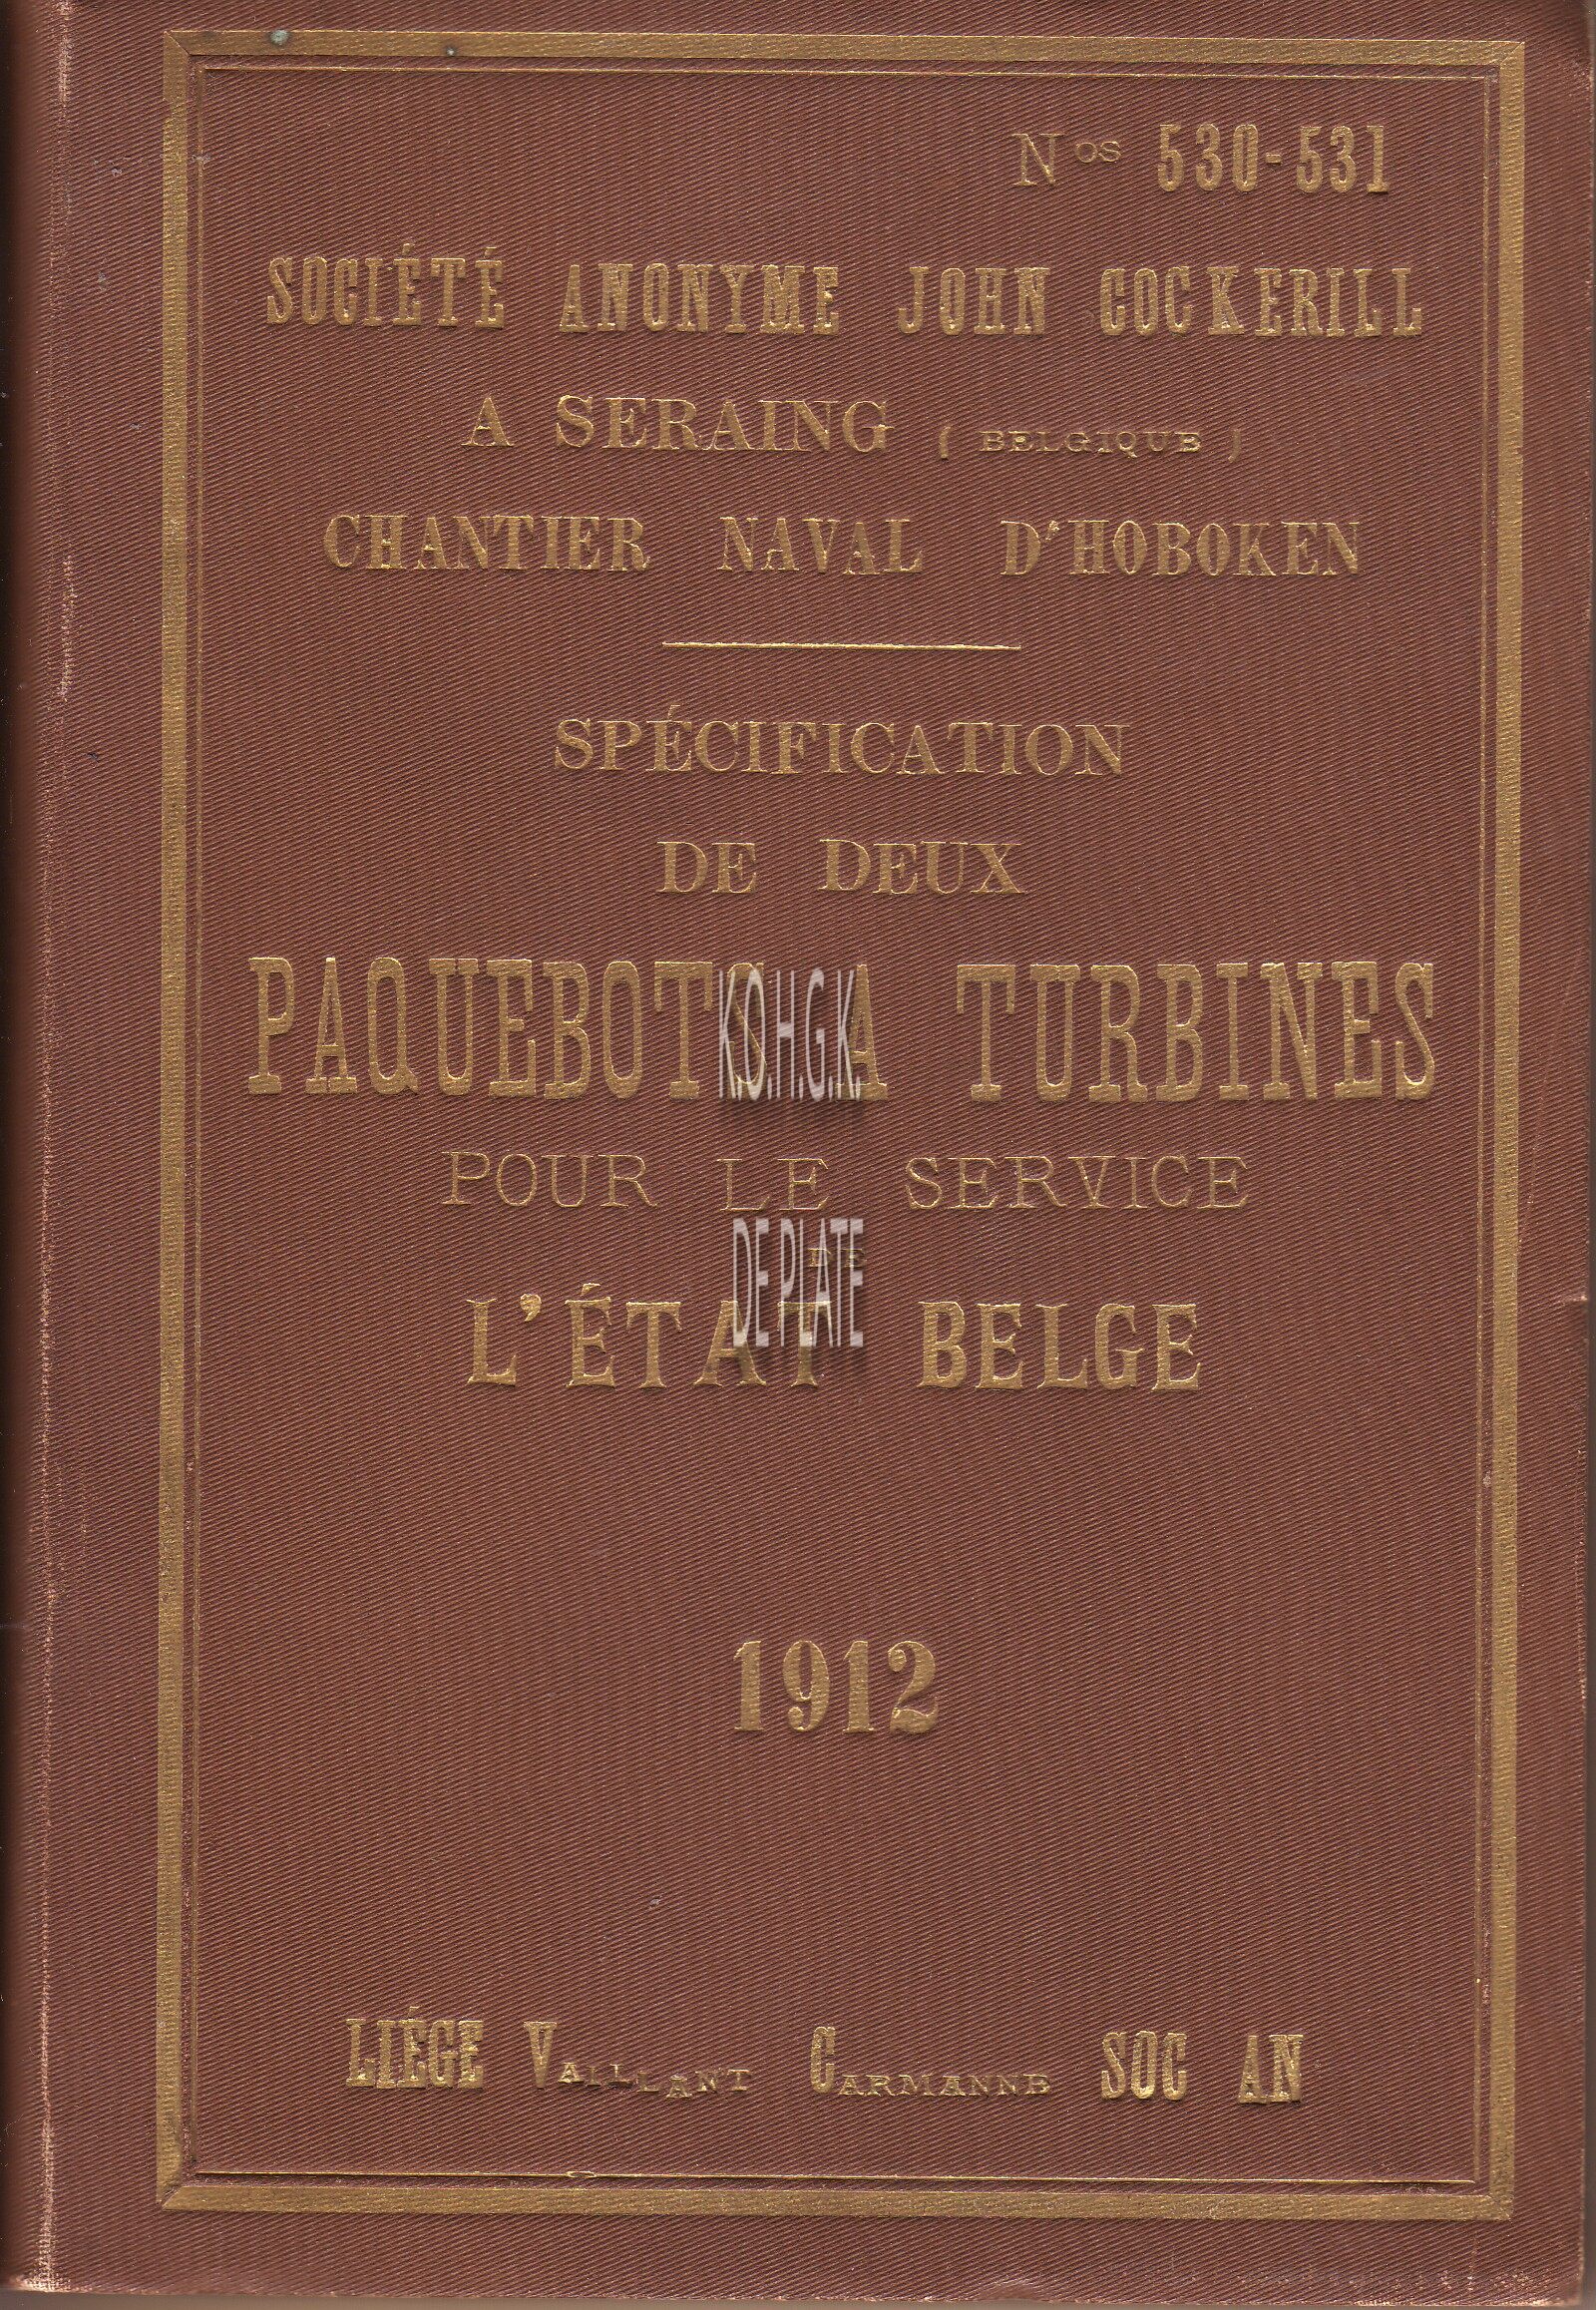 Nos 530-531
SOCIÉTÉ ANONYME JOHN COCKERILL
A SERAING (BELGIQUE)
CHANTIER NAVAL D'HOBOKEN
SPÉCIFICATION
DE DEUX
PAQUEBOTS A TURBINES
K.O.H.G.K.
POUR LE SERVICE
DE
DE PLATE
L'ÉTAT BELGE
1912
LIÉGE VAILLANT CARMANNE SOC AN